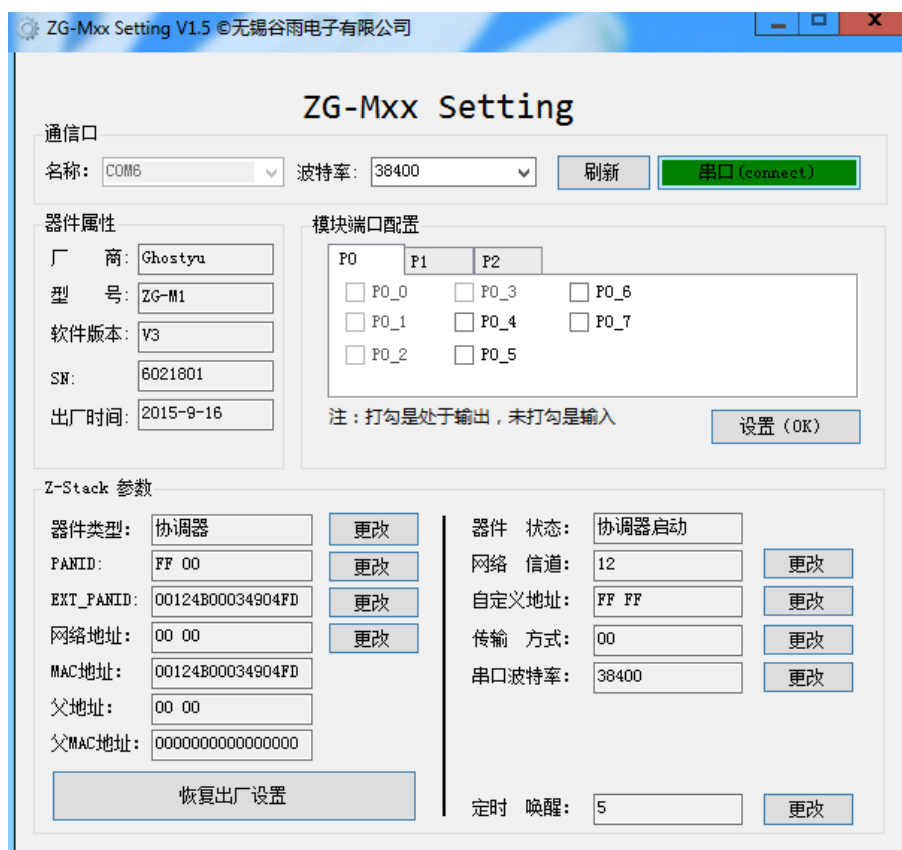 ZG-Mxx Setting V1.5 ©无锡谷雨电子有限公司
ZG-Mxx Setting
通信口
名称: COM6 波特率: 38400 刷新 串口(connect)
器件属性
厂 商: Ghostyu
型 号: ZG-M1
软件版本: V3
SN: 6021801
出厂时间: 2015-9-16
模块端口配置
P0 P1 P2
P0_0 P0_3 P0_6
P0_1 P0_4 P0_7
P0_2 P0_5
注：打勾是处于输出，未打勾是输入
设置 (OK)
Z-Stack 参数
器件类型: 协调器 更改
PANID: FF 00 更改
EXT_PANID: 00124B00034904FD 更改
网络地址: 00 00 更改
MAC地址: 00124B00034904FD
父地址: 00 00
父MAC地址: 0000000000000000
恢复出厂设置
器件 状态: 协调器启动
网络 信道: 12 更改
自定义地址: FF FF 更改
传输 方式: 00 更改
串口波特率: 38400 更改
定时 唤醒: 5 更改